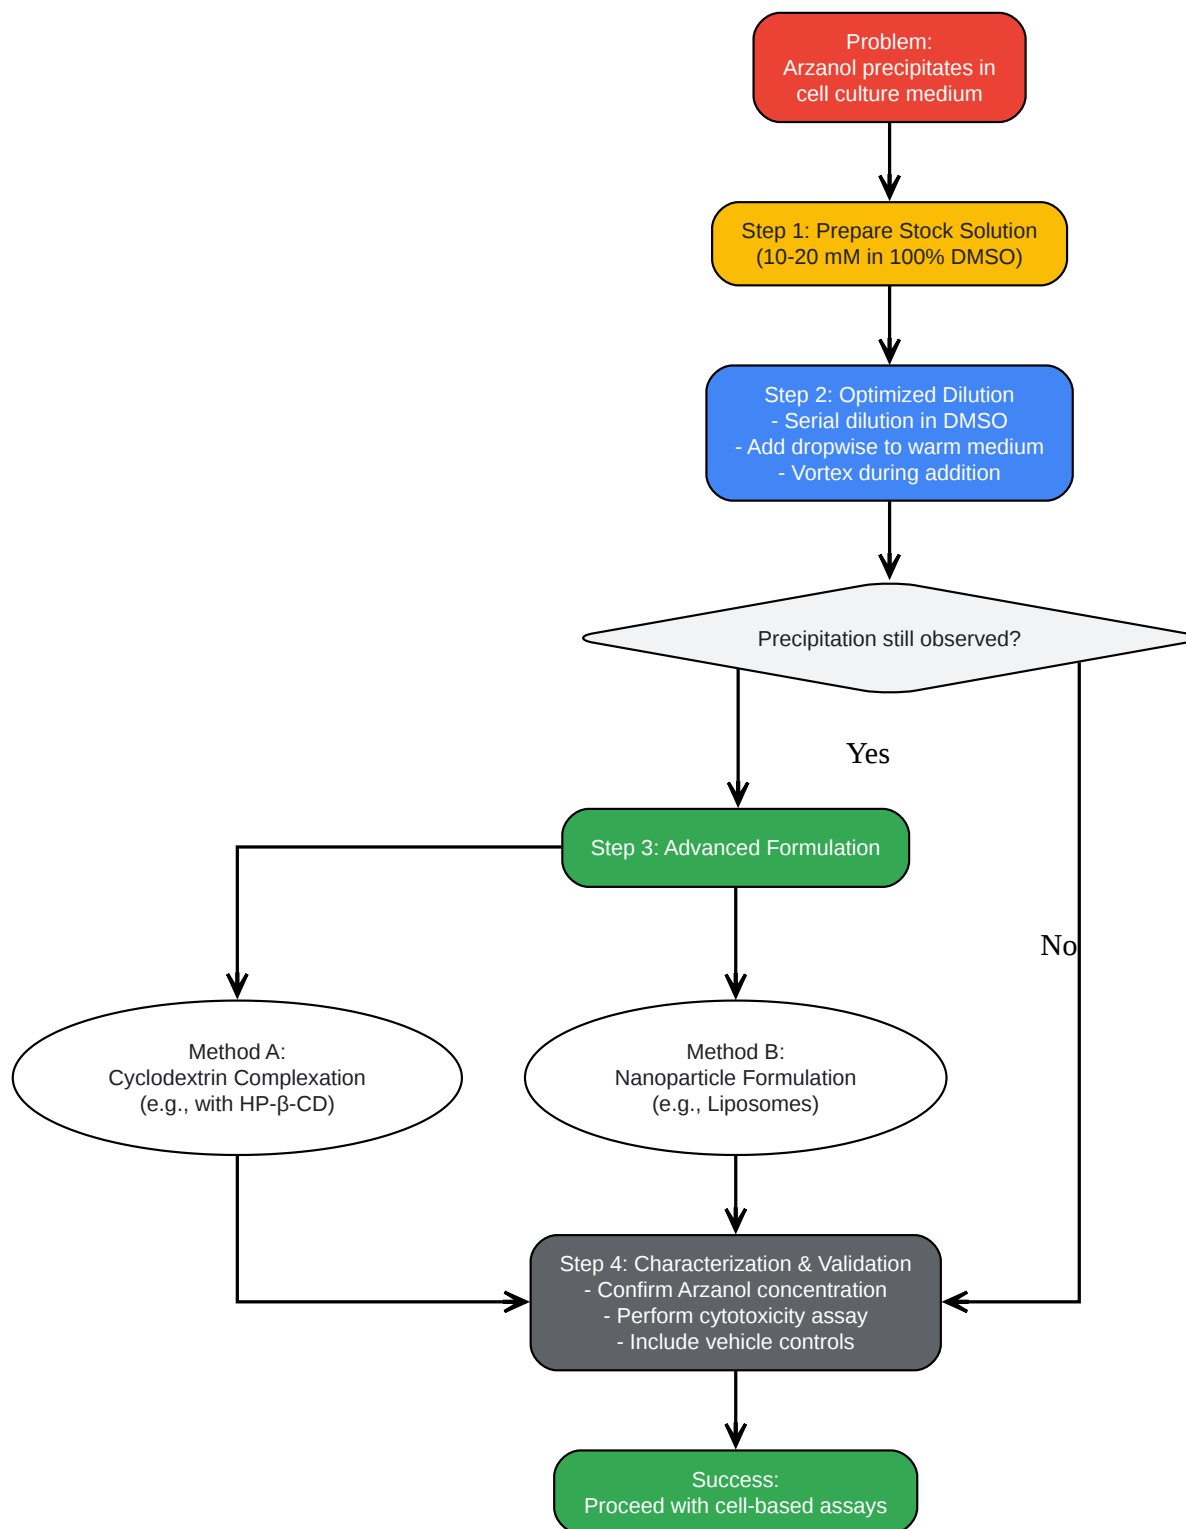 Problem:
Arzanol precipitates in
cell culture medium
Step 1: Prepare Stock Solution
(10-20 mM in 100% DMSO)
Step 2: Optimized Dilution
- Serial dilution in DMSO
- Add dropwise to warm medium
- Vortex during addition
Precipitation still observed?
Yes
Step 3: Advanced Formulation
No
Method A:
Cyclodextrin Complexation
(e.g., with HP-β-CD)
Method B:
Nanoparticle Formulation
(e.g., Liposomes)
Step 4: Characterization & Validation
- Confirm Arzanol concentration
- Perform cytotoxicity assay
- Include vehicle controls
Success:
Proceed with cell-based assays